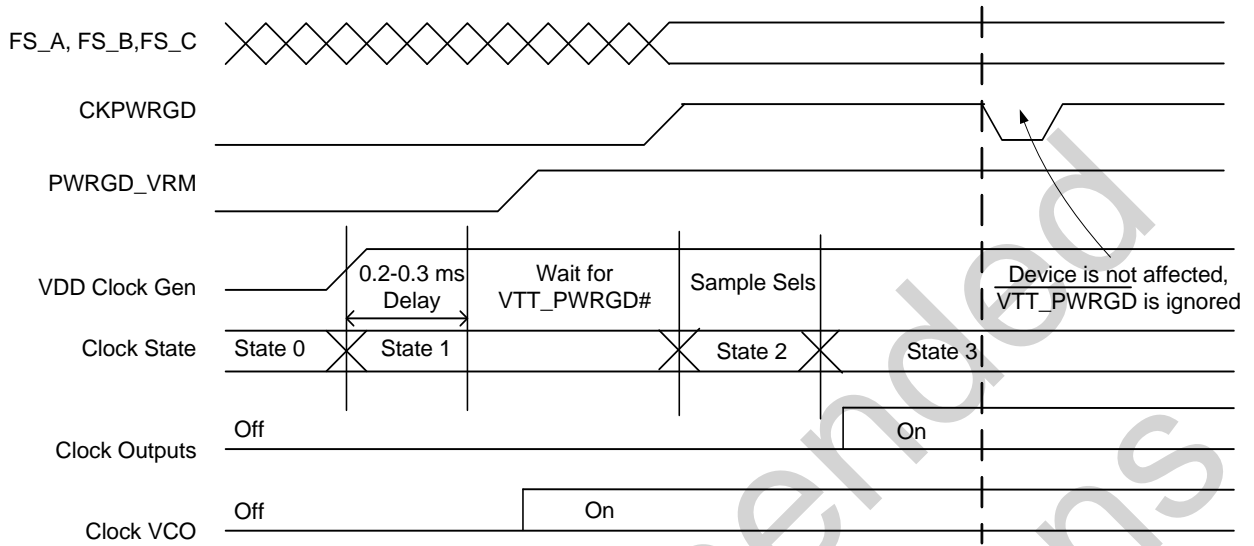 FS_A, FS_B,FS_C
CKPWRGD
PWRGD_VRM
VDD Clock Gen
0.2-0.3 ms
Delay
Wait for
VTT_PWRGD#
Sample Sels
Device is not affected,
VTT_PWRGD is ignored
Clock State
State 0
State 1
State 2
State 3
Clock Outputs
Off
On
Clock VCO
Off
On